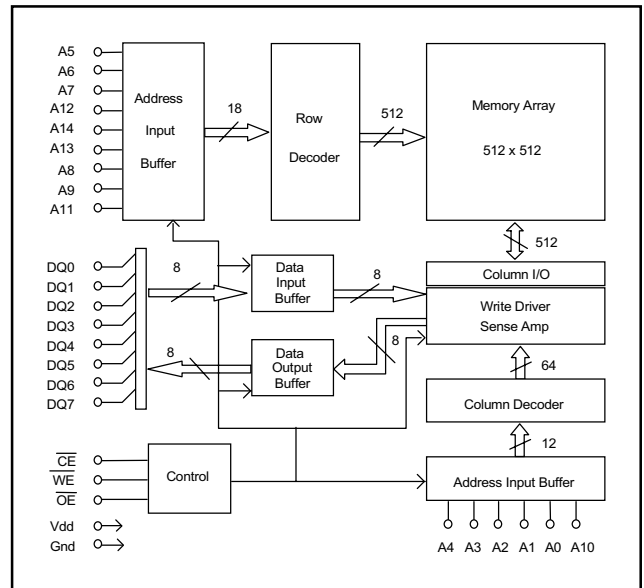 A5
A6
A7
A12
A14
A13
A8
A9
A11
Address
Input
Buffer
18
Row
Decoder
512
Memory Array
512 x 512
512
DQ0
DQ1
DQ2
DQ3
DQ4
DQ5
DQ6
DQ7
8
Data
Input
Buffer
8
Column I/O
Write Driver
Sense Amp
8
Data
Output
Buffer
8
64
Column Decoder
12
CE
WE
OE
Vdd
Gnd
Control
Address Input Buffer
A4 A3 A2 A1 A0 A10